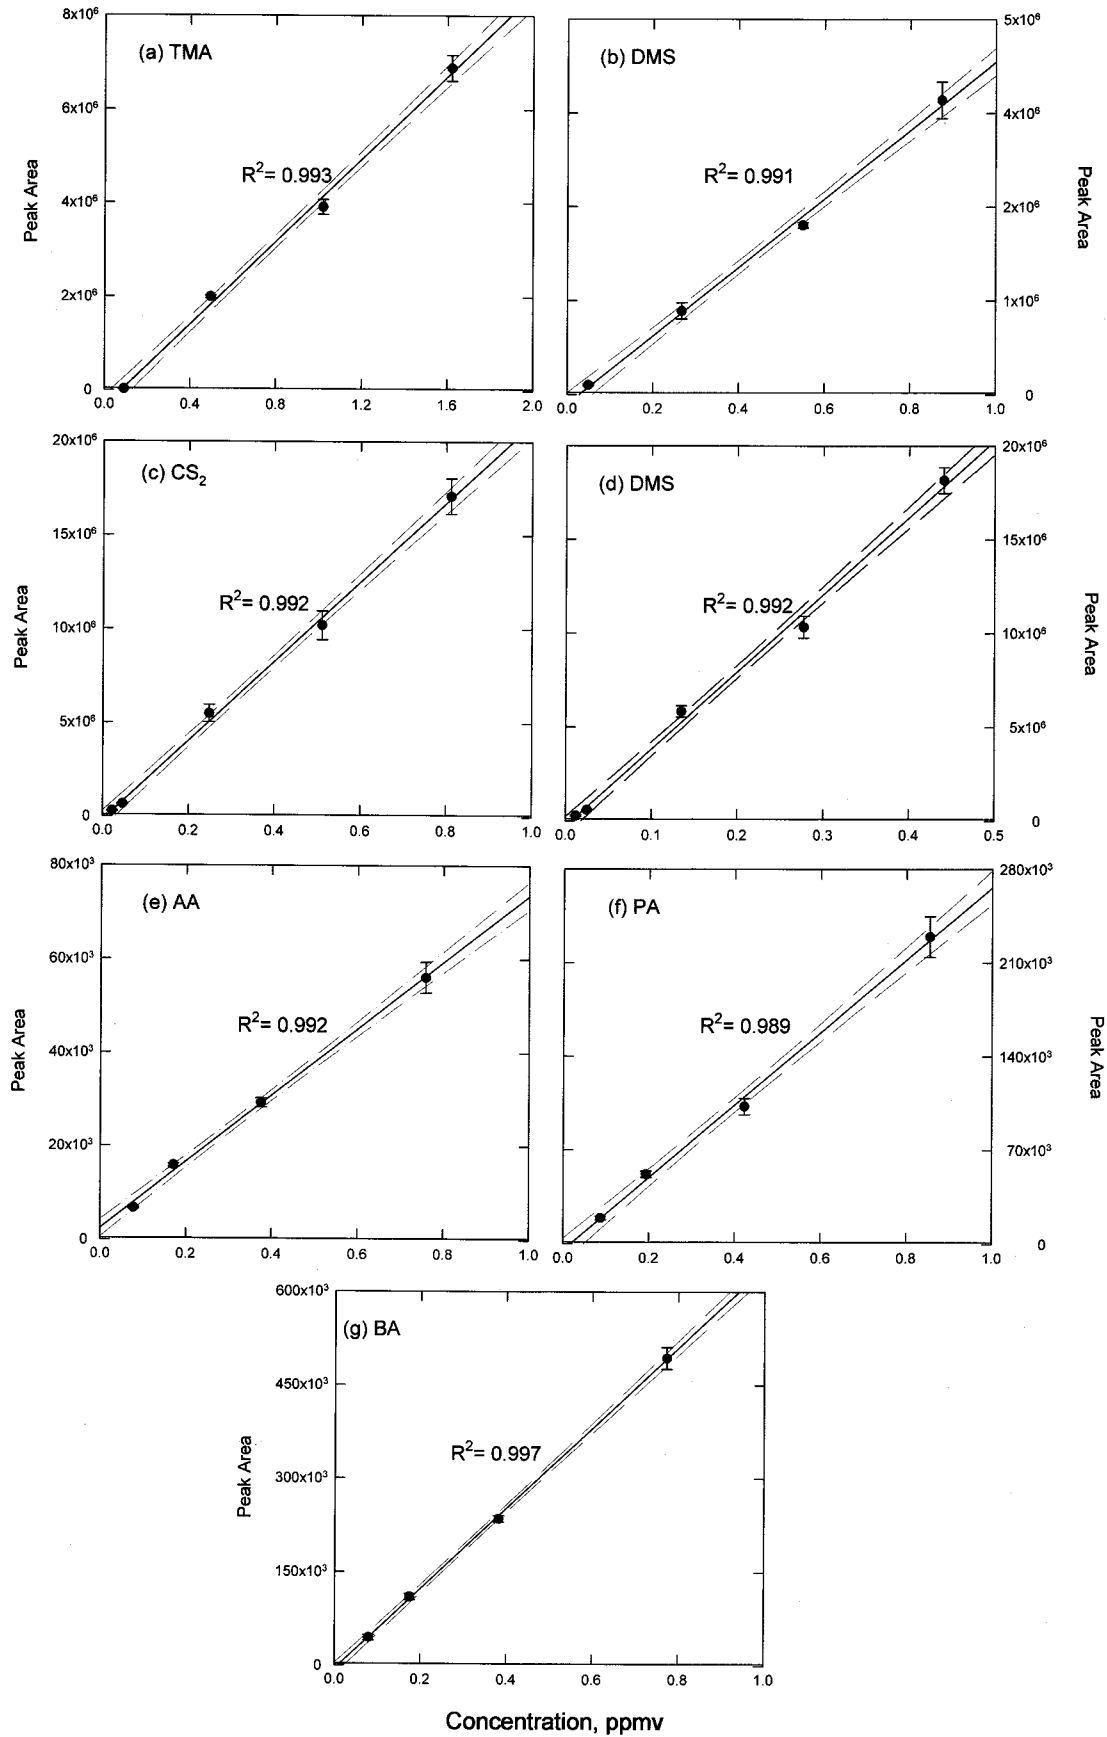 (a) TMA
R²= 0.993
Peak Area
8x10⁶
6x10⁶
4x10⁶
2x10⁶
0
0.0 0.4 0.8 1.2 1.6 2.0
(b) DMS
R²= 0.991
Peak Area
5x10⁶
4x10⁶
2x10⁶
1x10⁶
0
0.0 0.2 0.4 0.6 0.8 1.0
(c) CS₂
R²= 0.992
Peak Area
20x10⁶
15x10⁶
10x10⁶
5x10⁶
0
0.0 0.2 0.4 0.6 0.8 1.0
(d) DMS
R²= 0.992
Peak Area
20x10⁶
15x10⁶
10x10⁶
5x10⁶
0
0.0 0.1 0.2 0.3 0.4 0.5
(e) AA
R²= 0.992
Peak Area
80x10³
60x10³
40x10³
20x10³
0
0.0 0.2 0.4 0.6 0.8 1.0
(f) PA
R²= 0.989
Peak Area
280x10³
210x10³
140x10³
70x10³
0
0.0 0.2 0.4 0.6 0.8 1.0
(g) BA
R²= 0.997
Peak Area
600x10³
450x10³
300x10³
150x10³
0
0.0 0.2 0.4 0.6 0.8 1.0
Concentration, ppmv